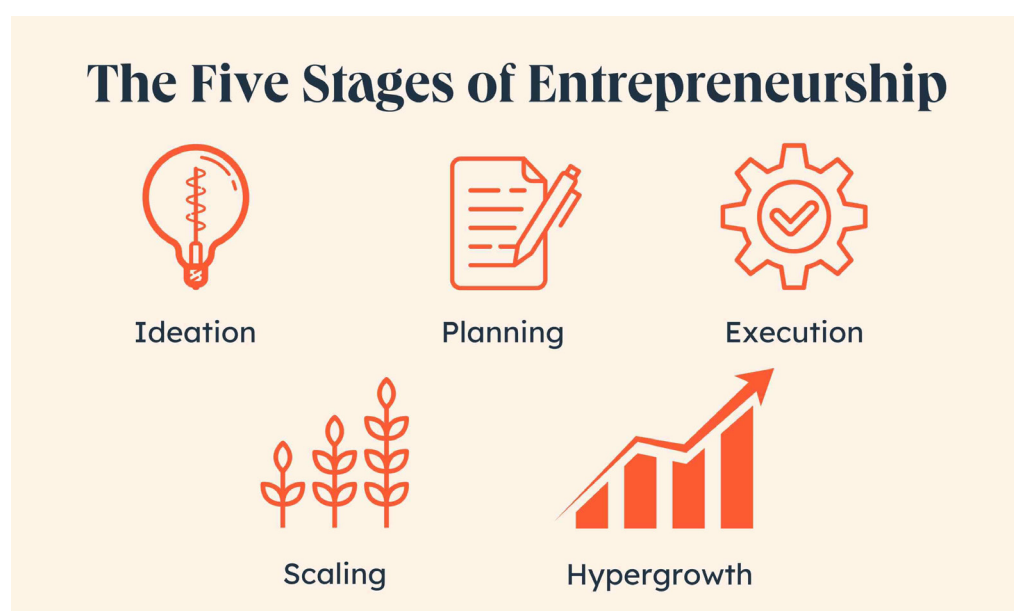 The Five Stages of Entrepreneurship
Ideation
Planning
Execution
Scaling
Hypergrowth